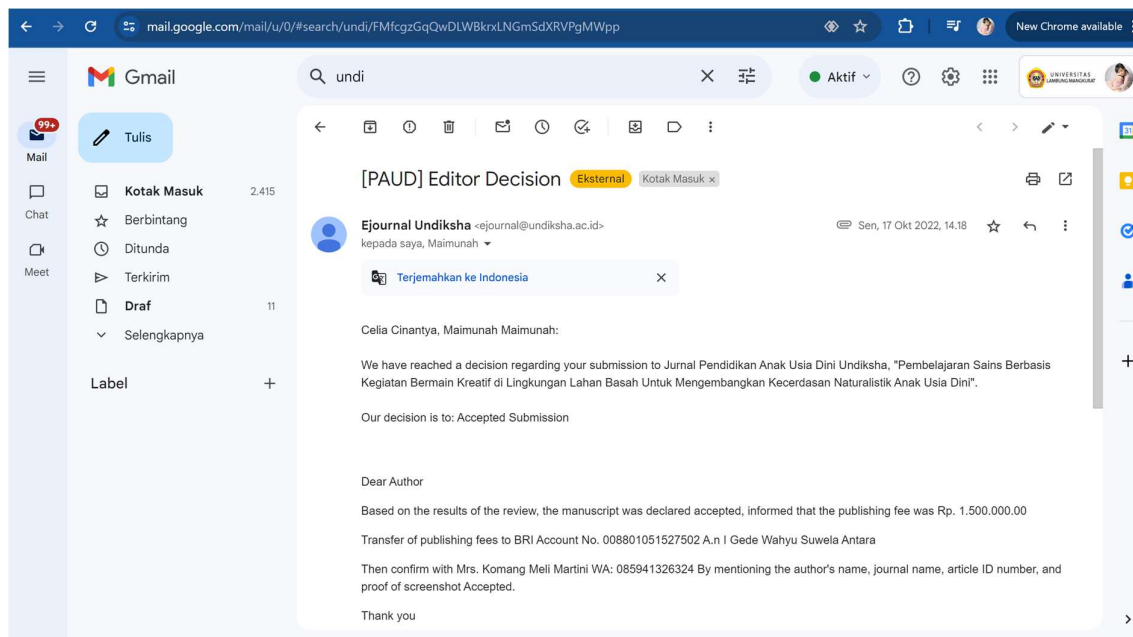 mail.google.com/mail/u/0/#search/undi/FMfcgzGqQwDLWBkrxLNGmSdXRVPgMWpp
New Chrome available
Gmail
undi
Aktif
UNIVERSITAS
LAMBUNG MANGKURAT
99+
Mail
Chat
Meet
Tulis
Kotak Masuk 2.415
Berbintang
Ditunda
Terkirim
Draf 11
Selengkapnya
Label
31
[PAUD] Editor Decision Eksternal Kotak Masuk ×
Ejournal Undiksha <ejournal@undiksha.ac.id> Sen, 17 Okt 2022, 14.18
kepada saya, Maimunah
Terjemahkan ke Indonesia
Celia Cinantya, Maimunah Maimunah:
We have reached a decision regarding your submission to Jurnal Pendidikan Anak Usia Dini Undiksha, "Pembelajaran Sains Berbasis
Kegiatan Bermain Kreatif di Lingkungan Lahan Basah Untuk Mengembangkan Kecerdasan Naturalistik Anak Usia Dini".
Our decision is to: Accepted Submission
Dear Author
Based on the results of the review, the manuscript was declared accepted, informed that the publishing fee was Rp. 1.500.000.00
Transfer of publishing fees to BRI Account No. 008801051527502 A.n I Gede Wahyu Suwela Antara
Then confirm with Mrs. Komang Meli Martini WA: 085941326324 By mentioning the author's name, journal name, article ID number, and
proof of screenshot Accepted.
Thank you